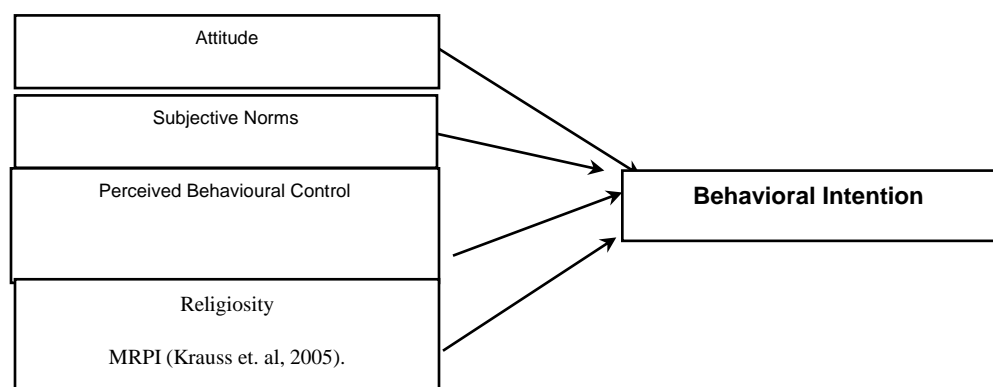 Attitude
Subjective Norms
Perceived Behavioural Control
Behavioral Intention
Religiosity
MRPI (Krauss et. al, 2005).